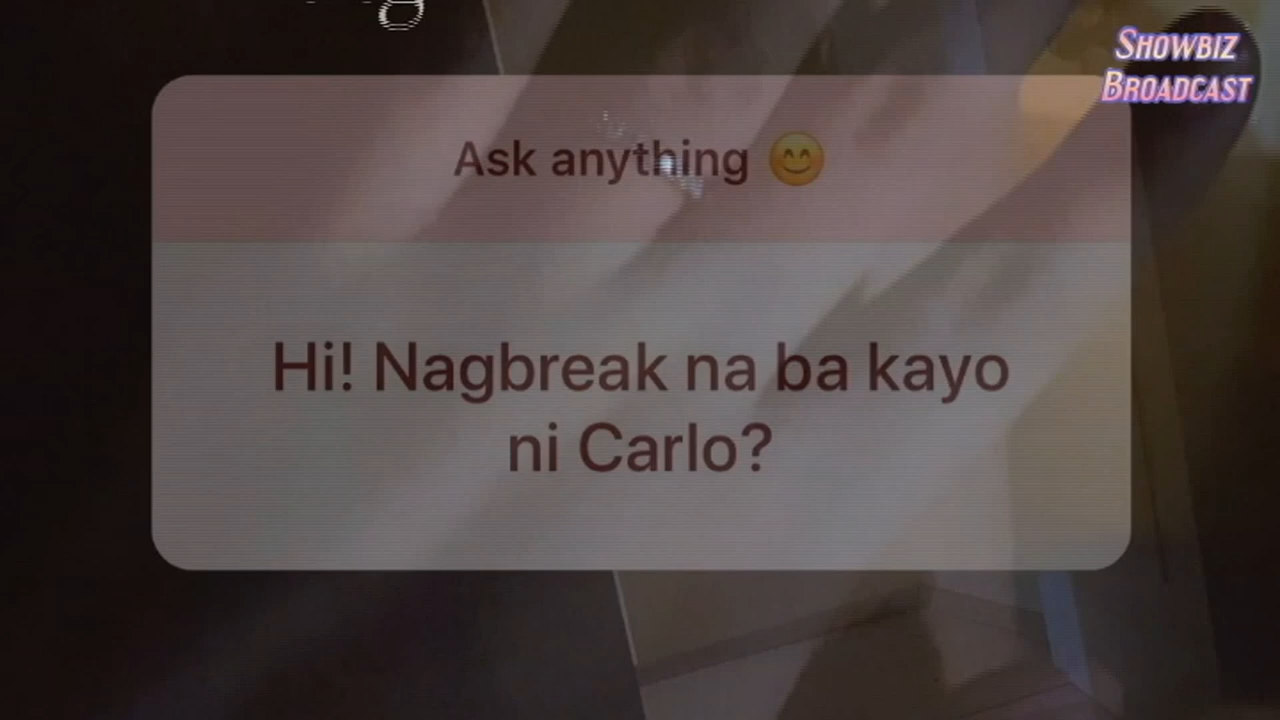 SHOWBIZ
BROADCAST
Ask anything 😊
Hi! Nagbreak na ba kayo
ni Carlo?